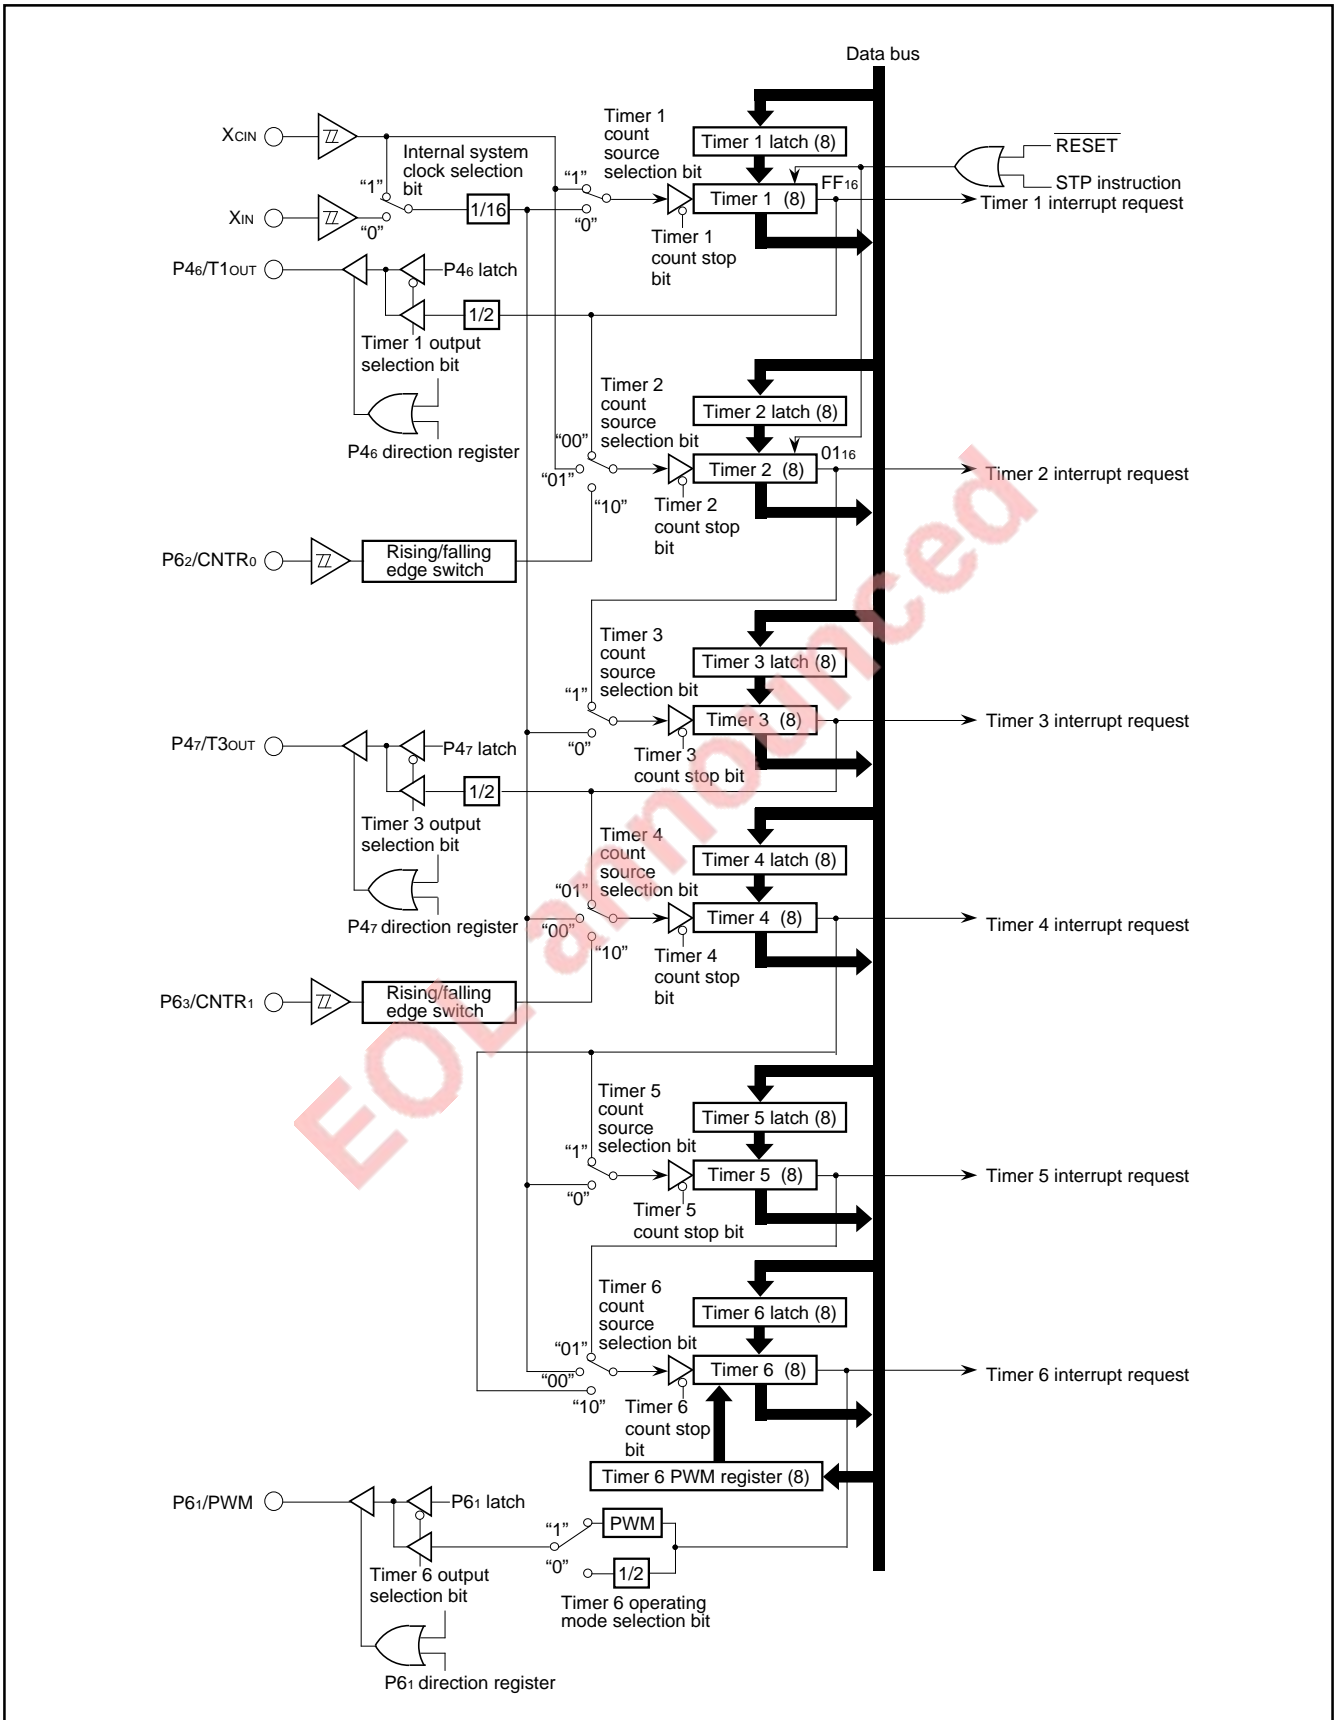 Data bus
XCIN
Timer 1
count
source
selection bit
Timer 1 latch (8)
RESET
Internal system
clock selection
bit
“1”
“1”
FF16
STP instruction
XIN
“0”
1/16
“0”
Timer 1 (8)
Timer 1 interrupt request
Timer 1
count stop
bit
P46/T1OUT
P46 latch
1/2
Timer 1 output
selection bit
P46 direction register
Timer 2
count
source
selection bit
Timer 2 latch (8)
“00”
“01”
“10”
0116
Timer 2 (8)
Timer 2 interrupt request
Timer 2
count stop
bit
P62/CNTR0
Rising/falling
edge switch
Timer 3
count
source
selection bit
Timer 3 latch (8)
“1”
“0”
Timer 3 (8)
Timer 3 interrupt request
Timer 3
count stop bit
P47/T3OUT
P47 latch
1/2
Timer 3 output
selection bit
P47 direction register
Timer 4
count
source
selection bit
Timer 4 latch (8)
“01”
“00”
“10”
Timer 4 (8)
Timer 4 interrupt request
Timer 4
count stop
bit
P63/CNTR1
Rising/falling
edge switch
Timer 5
count
source
selection bit
Timer 5 latch (8)
“1”
“0”
Timer 5 (8)
Timer 5 interrupt request
Timer 5
count stop bit
Timer 6
count
source
selection bit
Timer 6 latch (8)
“01”
“00”
“10”
Timer 6 (8)
Timer 6 interrupt request
Timer 6
count stop
bit
Timer 6 PWM register (8)
P61/PWM
P61 latch
“1”
PWM
“0”
1/2
Timer 6 output
selection bit
Timer 6 operating
mode selection bit
P61 direction register
EOL announced